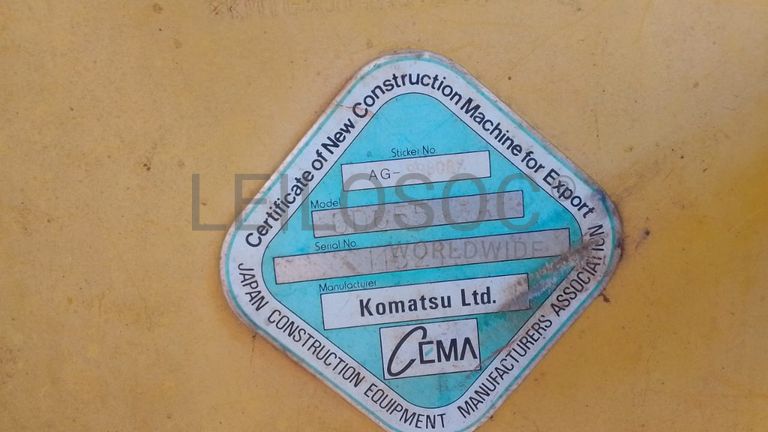 Certificate of New Construction Machine for Export
Sticker No.
AG-
Model
Serial No.
Manufacturer
Komatsu Ltd.
CEMA
JAPAN CONSTRUCTION EQUIPMENT MANUFACTURERS ASSOCIATION
LEILOSOC®
WORLDWIDE